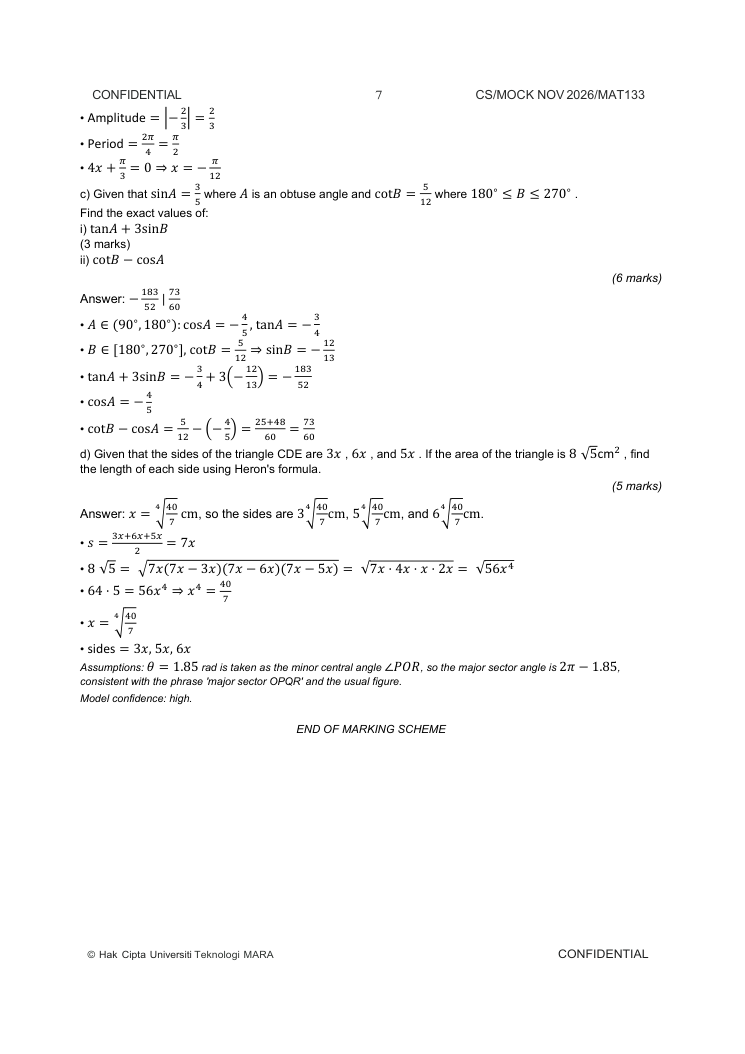 CONFIDENTIAL 7 CS/MOCK NOV 2026/MAT133
• Amplitude = |−2/3| = 2/3
• Period = 2π/4 = π/2
• 4x + π/3 = 0 ⇒ x = −π/12
c) Given that sinA = 3/5 where A is an obtuse angle and cotB = 5/12 where 180° ≤ B ≤ 270° .
Find the exact values of:
i) tanA + 3sinB
(3 marks)
ii) cotB − cosA
(6 marks)
Answer: −183/52 | 73/60
• A ∈ (90°, 180°): cosA = −4/5, tanA = −3/4
• B ∈ [180°, 270°], cotB = 5/12 ⇒ sinB = −12/13
• tanA + 3sinB = −3/4 + 3(−12/13) = −183/52
• cosA = −4/5
• cotB − cosA = 5/12 − (−4/5) = (25+48)/60 = 73/60
d) Given that the sides of the triangle CDE are 3x , 6x , and 5x . If the area of the triangle is 8 √5cm² , find
the length of each side using Heron's formula.
(5 marks)
Answer: x = ∜(40/7) cm, so the sides are 3∜(40/7)cm, 5∜(40/7)cm, and 6∜(40/7)cm.
• s = (3x+6x+5x)/2 = 7x
• 8 √5 = √(7x(7x − 3x)(7x − 6x)(7x − 5x)) = √(7x · 4x · x · 2x) = √(56x⁴)
• 64 · 5 = 56x⁴ ⇒ x⁴ = 40/7
• x = ∜(40/7)
• sides = 3x, 5x, 6x
Assumptions: θ = 1.85 rad is taken as the minor central angle ∠POR, so the major sector angle is 2π − 1.85,
consistent with the phrase 'major sector OPQR' and the usual figure.
Model confidence: high.
END OF MARKING SCHEME
© Hak Cipta Universiti Teknologi MARA CONFIDENTIAL